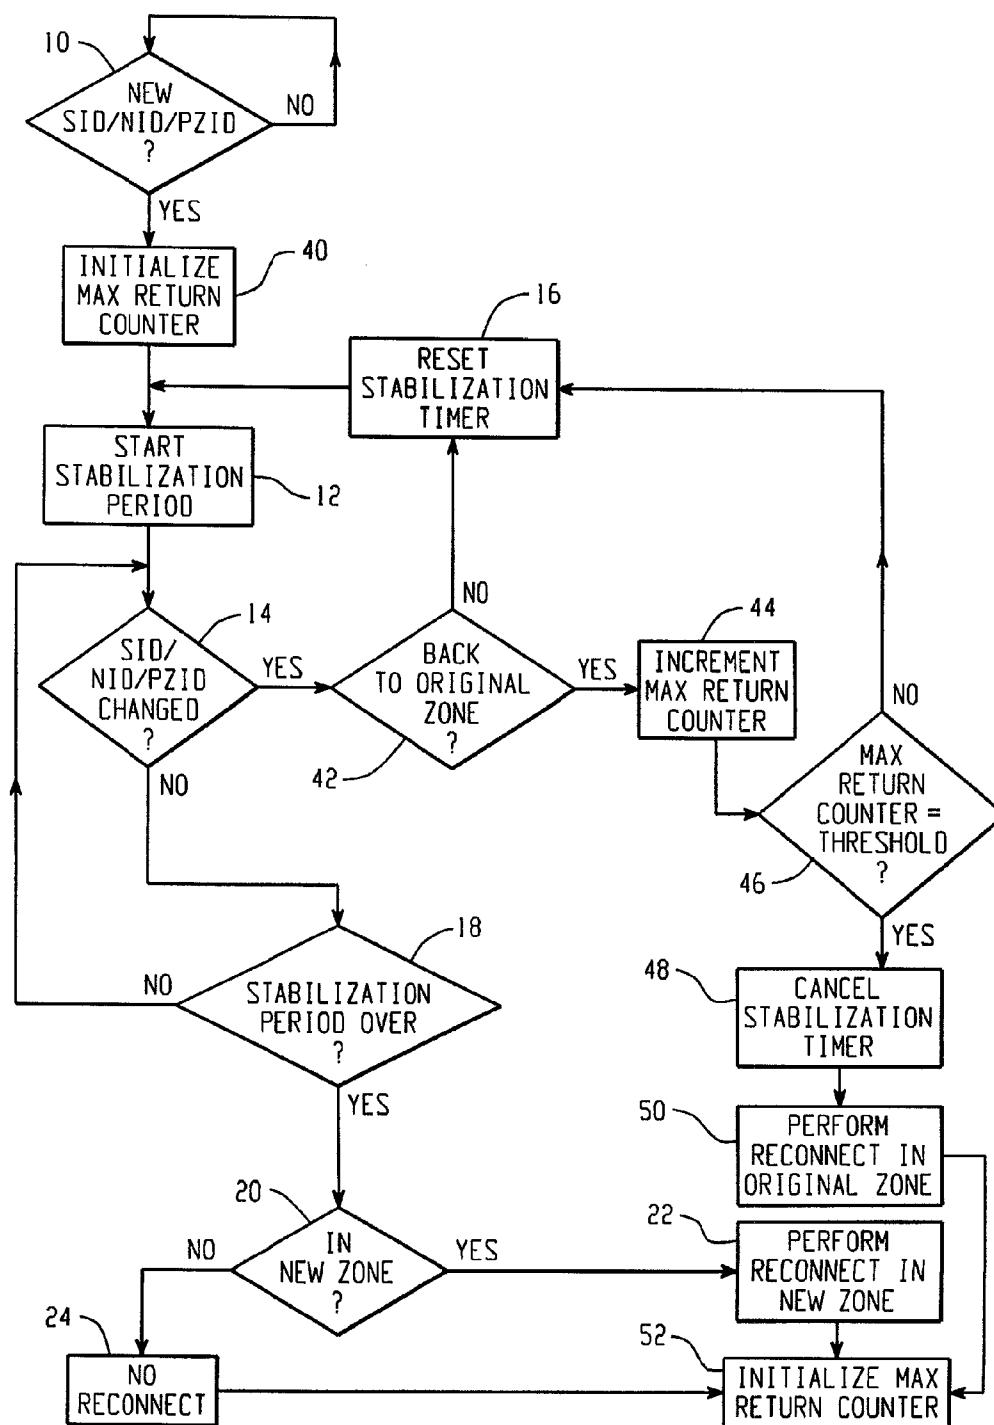 10
NEW
SID/NID/PZID
?
NO
YES
40
INITIALIZE
MAX RETURN
COUNTER
16
RESET
STABILIZATION
TIMER
START
STABILIZATION
PERIOD
12
14
SID/
NID/PZID
CHANGED
?
YES
NO
NO
BACK
TO ORIGINAL
ZONE
?
42
YES
44
INCREMENT
MAX RETURN
COUNTER
NO
MAX
RETURN
COUNTER =
THRESHOLD
?
46
YES
18
NO
STABILIZATION
PERIOD OVER
?
YES
48
CANCEL
STABILIZATION
TIMER
50
PERFORM
RECONNECT IN
ORIGINAL ZONE
20
NO
IN
NEW ZONE
?
YES
22
PERFORM
RECONNECT IN
NEW ZONE
24
NO
RECONNECT
52
INITIALIZE MAX
RETURN COUNTER